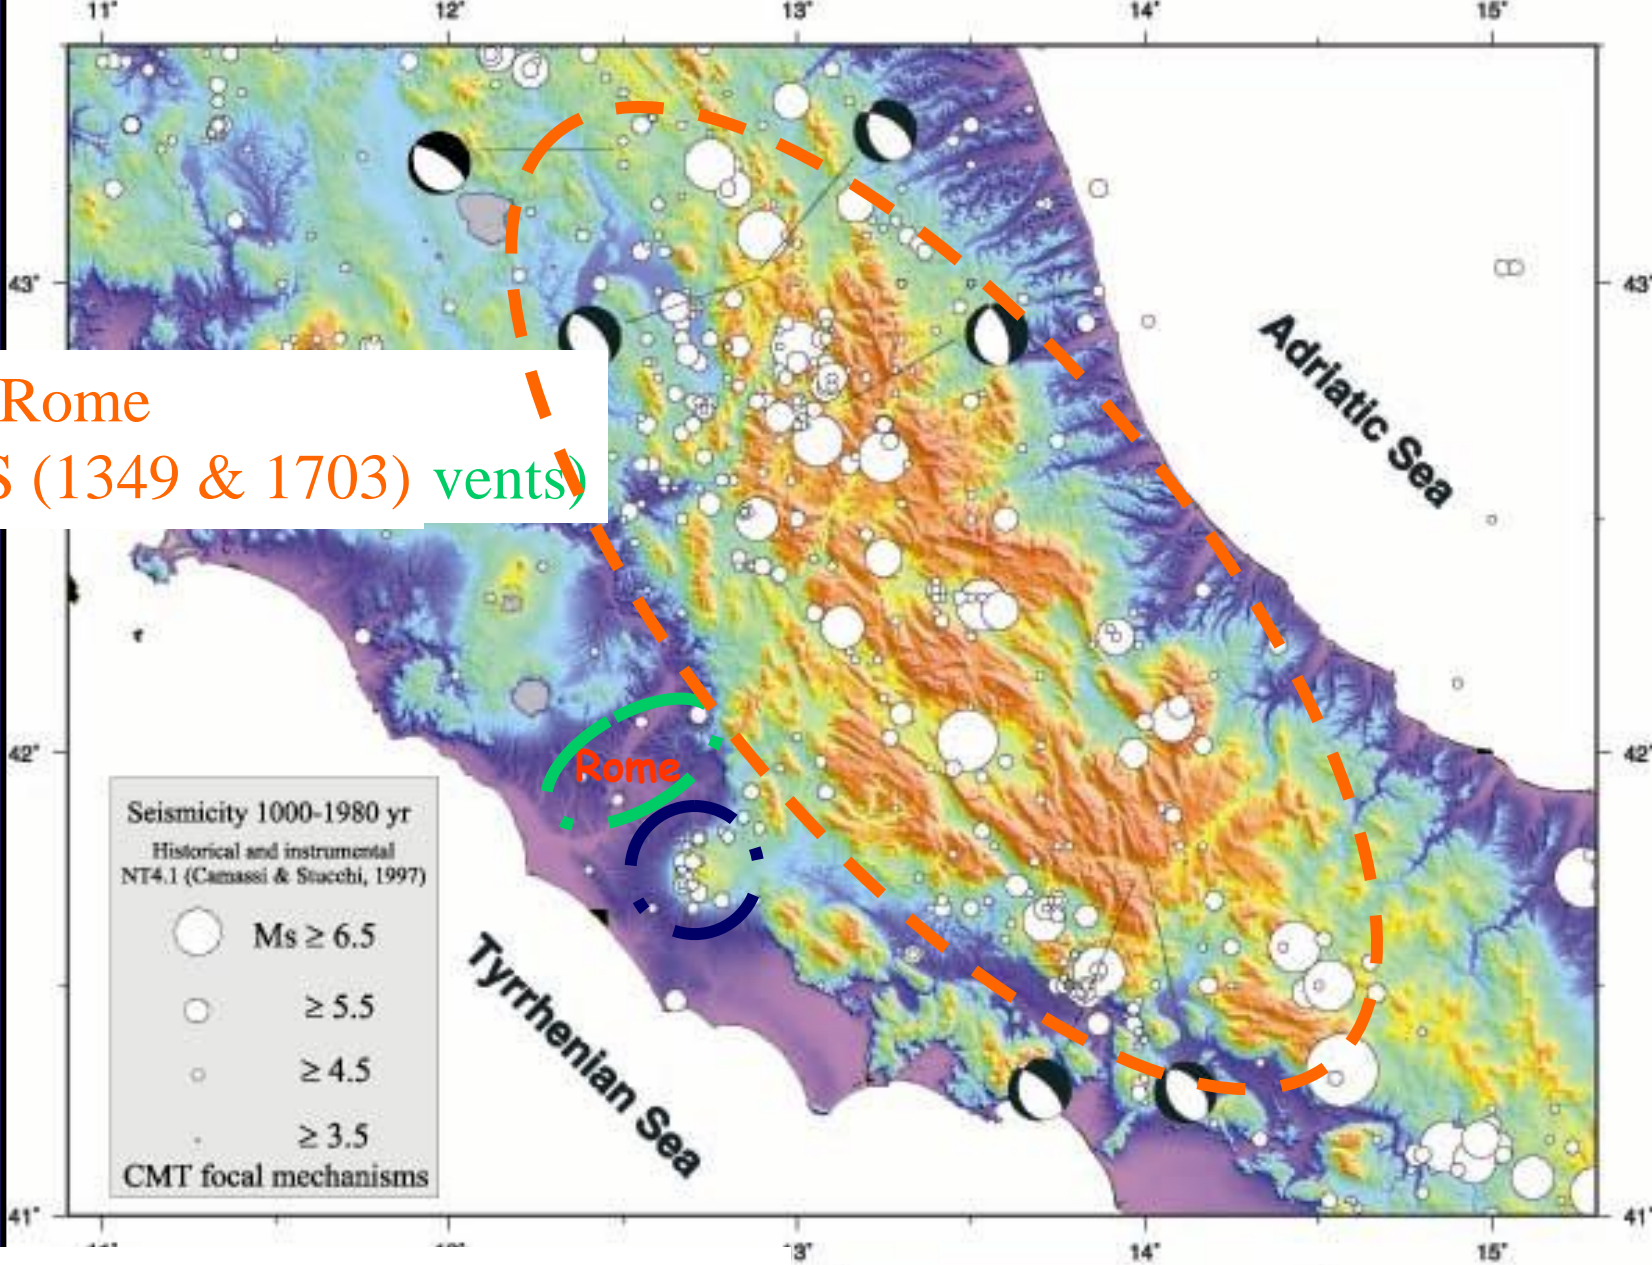 11° 12° 13° 14° 15°
43° 43°
Rome
S (1349 & 1703) vents)
Adriatic Sea
42° 42°
Rome
Seismicity 1000-1980 yr
Historical and instrumental
NT4.1 (Camassi & Stucchi, 1997)
Ms ≥ 6.5
≥ 5.5
≥ 4.5
≥ 3.5
CMT focal mechanisms
Tyrrhenian Sea
41° 41°
13° 14° 15°